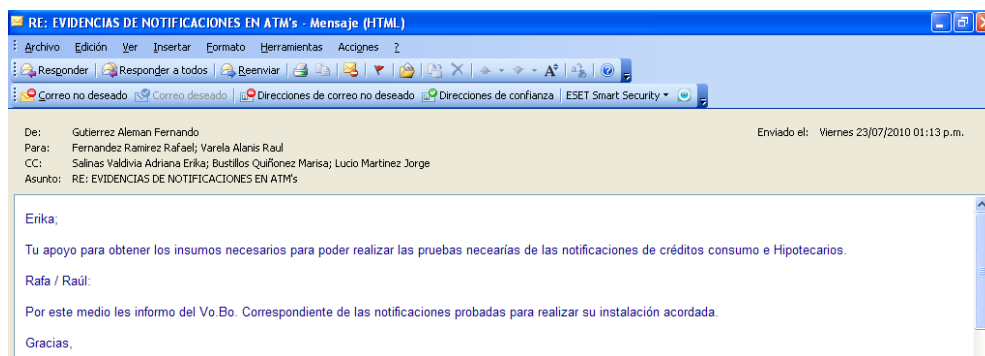 RE: EVIDENCIAS DE NOTIFICACIONES EN ATM's - Mensaje (HTML)
Archivo Edición Ver Insertar Formato Herramientas Acciones ?
Responder Responder a todos Reenviar
Correo no deseado Correo deseado Direcciones de correo no deseado Direcciones de confianza ESET Smart Security
De: Gutierrez Aleman Fernando Enviado el: Viernes 23/07/2010 01:13 p.m.
Para: Fernandez Ramirez Rafael; Varela Alanis Raul
CC: Salinas Valdivia Adriana Erika; Bustillos Quiñonez Marisa; Lucio Martinez Jorge
Asunto: RE: EVIDENCIAS DE NOTIFICACIONES EN ATM's
Erika;
Tu apoyo para obtener los insumos necesarios para poder realizar las pruebas necearías de las notificaciones de créditos consumo e Hipotecarios.
Rafa / Raúl:
Por este medio les informo del Vo.Bo. Correspondiente de las notificaciones probadas para realizar su instalación acordada.
Gracias,